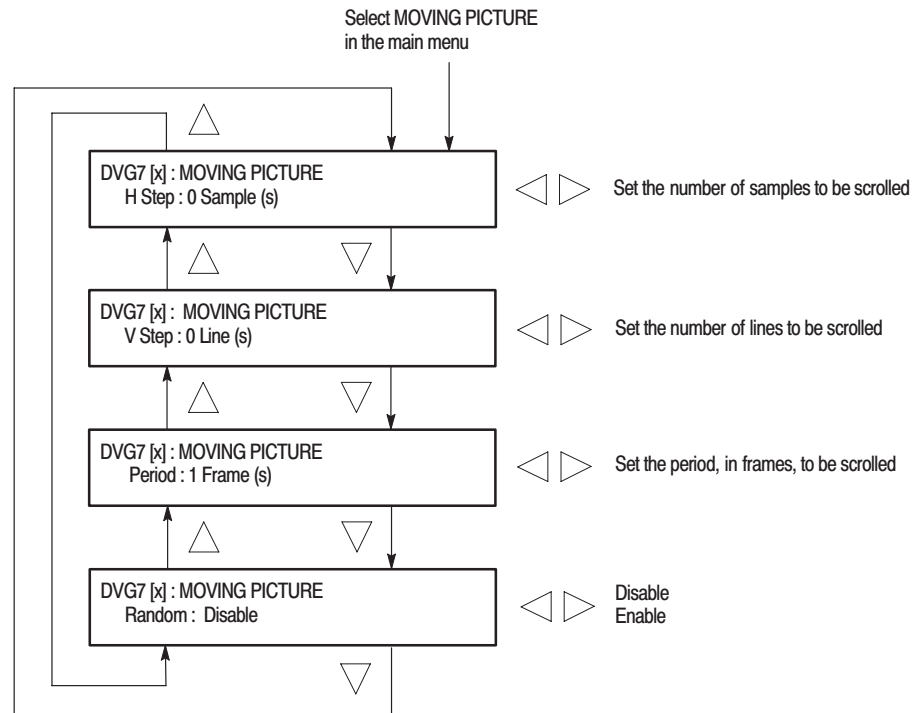 Select MOVING PICTURE
in the main menu
DVG7 [x] : MOVING PICTURE
H Step : 0 Sample (s)
Set the number of samples to be scrolled
DVG7 [x] : MOVING PICTURE
V Step : 0 Line (s)
Set the number of lines to be scrolled
DVG7 [x] : MOVING PICTURE
Period : 1 Frame (s)
Set the period, in frames, to be scrolled
DVG7 [x] : MOVING PICTURE
Random : Disable
Disable
Enable